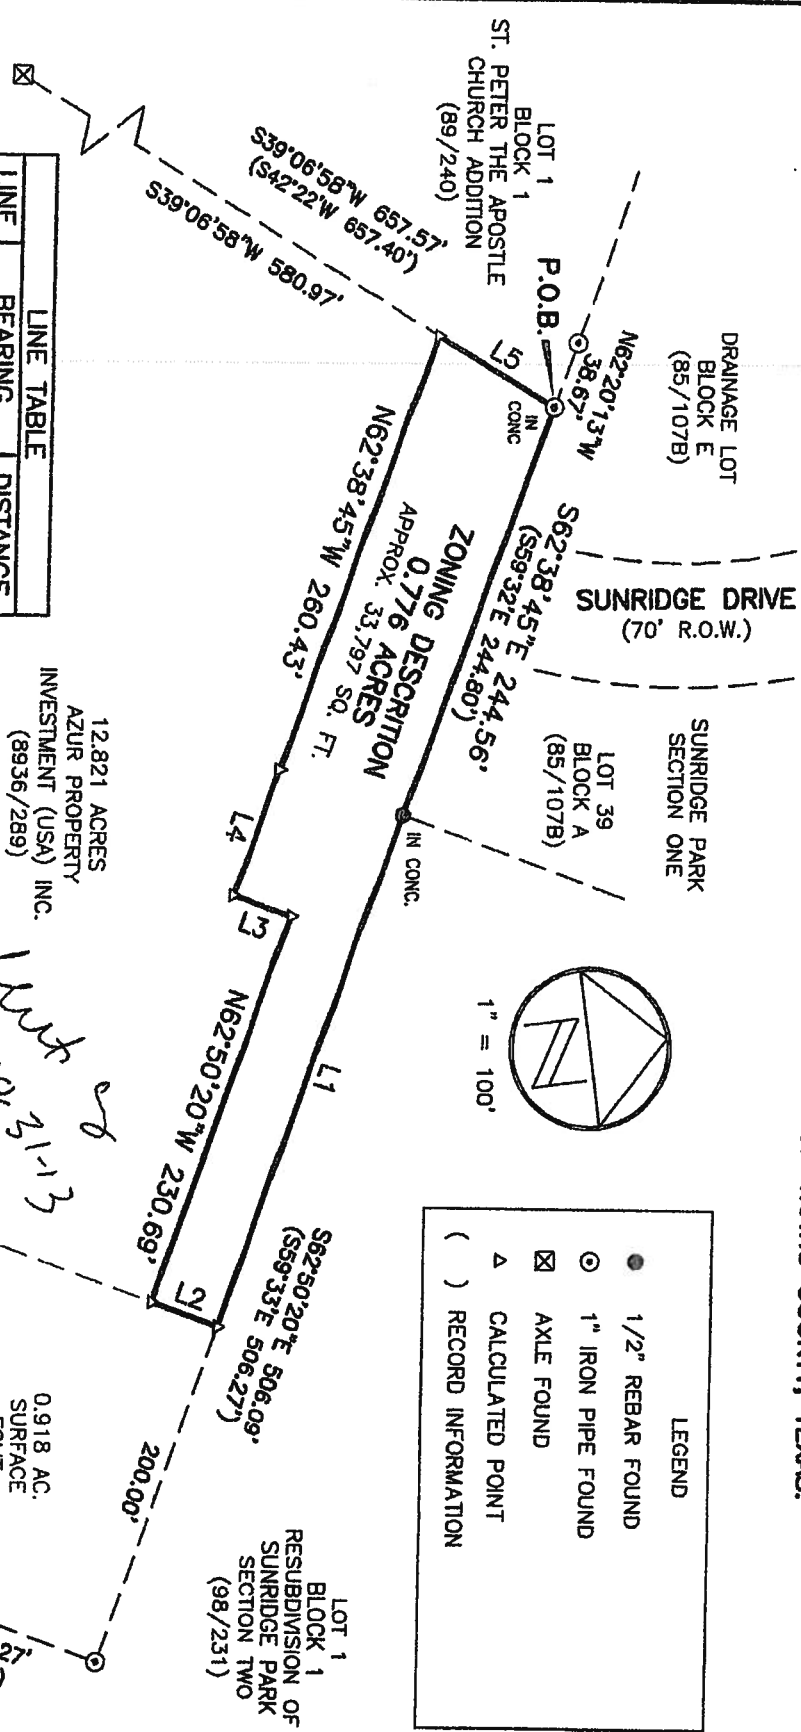 LEGEND
1/2" REBAR FOUND
1" IRON PIPE FOUND
AXLE FOUND
CALCULATED POINT
( ) RECORD INFORMATION
SUNRIDGE DRIVE
(70' R.O.W.)
DRAINAGE LOT
BLOCK E
(85/107B)
SUNRIDGE PARK
SECTION ONE
LOT 39
BLOCK A
(85/107B)
1" = 100'
N62°20'13"W
38.67'
P.O.B.
LOT 1
BLOCK 1
ST. PETER THE APOSTLE
CHURCH ADDITION
(89/240)
S62°38'45"E 244.56'
(S59°32'E 244.80')
IN
CONC
IN CONC.
L5
ZONING DESCRITION
0.776 ACRES
APPROX. 33,797 SQ. FT.
L1
S62°50'20"E 506.09'
(S59°33'E 506.27')
LOT 1
BLOCK 1
RESUBDIVISION OF
SUNRIDGE PARK
SECTION TWO
(98/231)
S39°06'58"W 657.57'
(S42°22'W 657.40')
S39°06'58"W 580.97'
N62°38'45"W 260.43'
L4
L3
N62°50'20"W 230.69'
L2
200.00'
LINE TABLE
LINE BEARING DISTANCE
12.821 ACRES
AZUR PROPERTY
INVESTMENT (USA) INC.
(8936/289)
31-13
0.918 AC.
SURFACE
27'